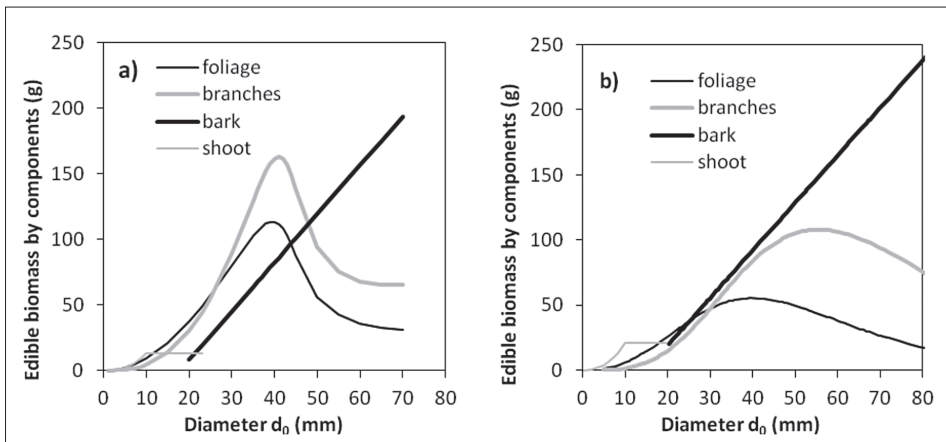 Edible biomass by components (g)
250
200
150
100
50
0
a)
foliage
branches
bark
shoot
0 10 20 30 40 50 60 70 80
Diameter d₀ (mm)
Edible biomass by components (g)
250
200
150
100
50
0
b)
foliage
branches
bark
shoot
0 10 20 30 40 50 60 70 80
Diameter d₀ (mm)